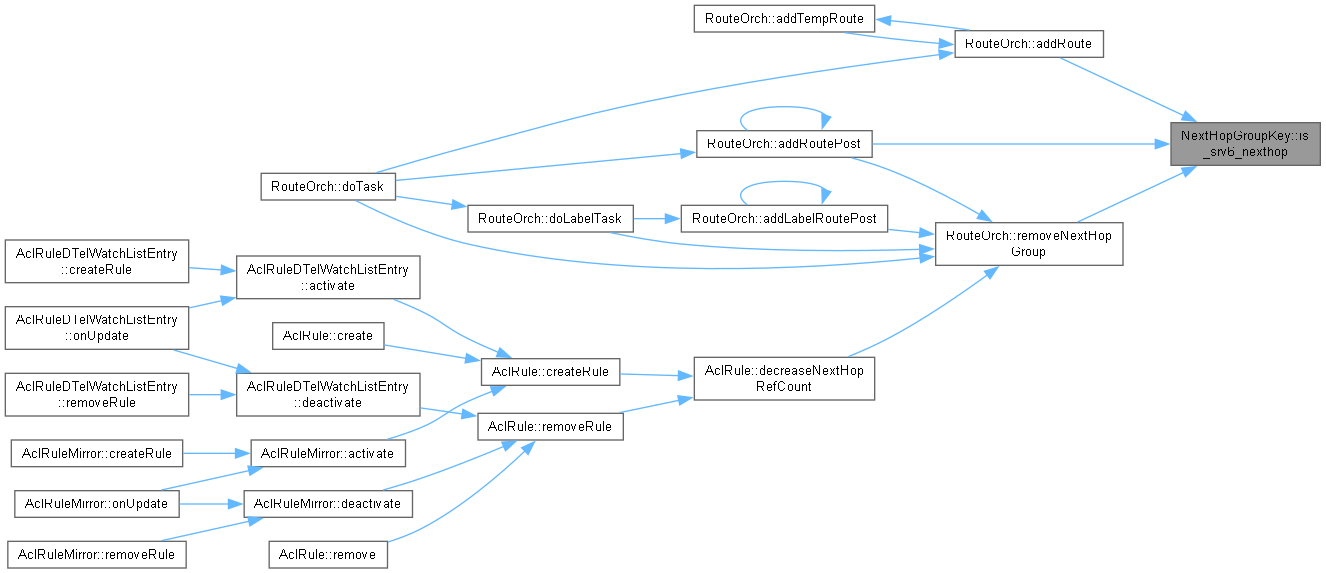 RouteOrch::addTempRoute
RouteOrch::addRoute
NextHopGroupKey::is
_srv6_nexthop
RouteOrch::addRoutePost
RouteOrch::doTask
RouteOrch::doLabelTask
RouteOrch::addLabelRoutePost
RouteOrch::removeNextHop
Group
AclRuleDTelWatchListEntry
::createRule
AclRuleDTelWatchListEntry
::activate
AclRuleDTelWatchListEntry
::onUpdate
AclRule::create
AclRule::createRule
AclRule::decreaseNextHop
RefCount
AclRuleDTelWatchListEntry
::removeRule
AclRuleDTelWatchListEntry
::deactivate
AclRule::removeRule
AclRuleMirror::createRule
AclRuleMirror::activate
AclRuleMirror::onUpdate
AclRuleMirror::deactivate
AclRuleMirror::removeRule
AclRule::remove